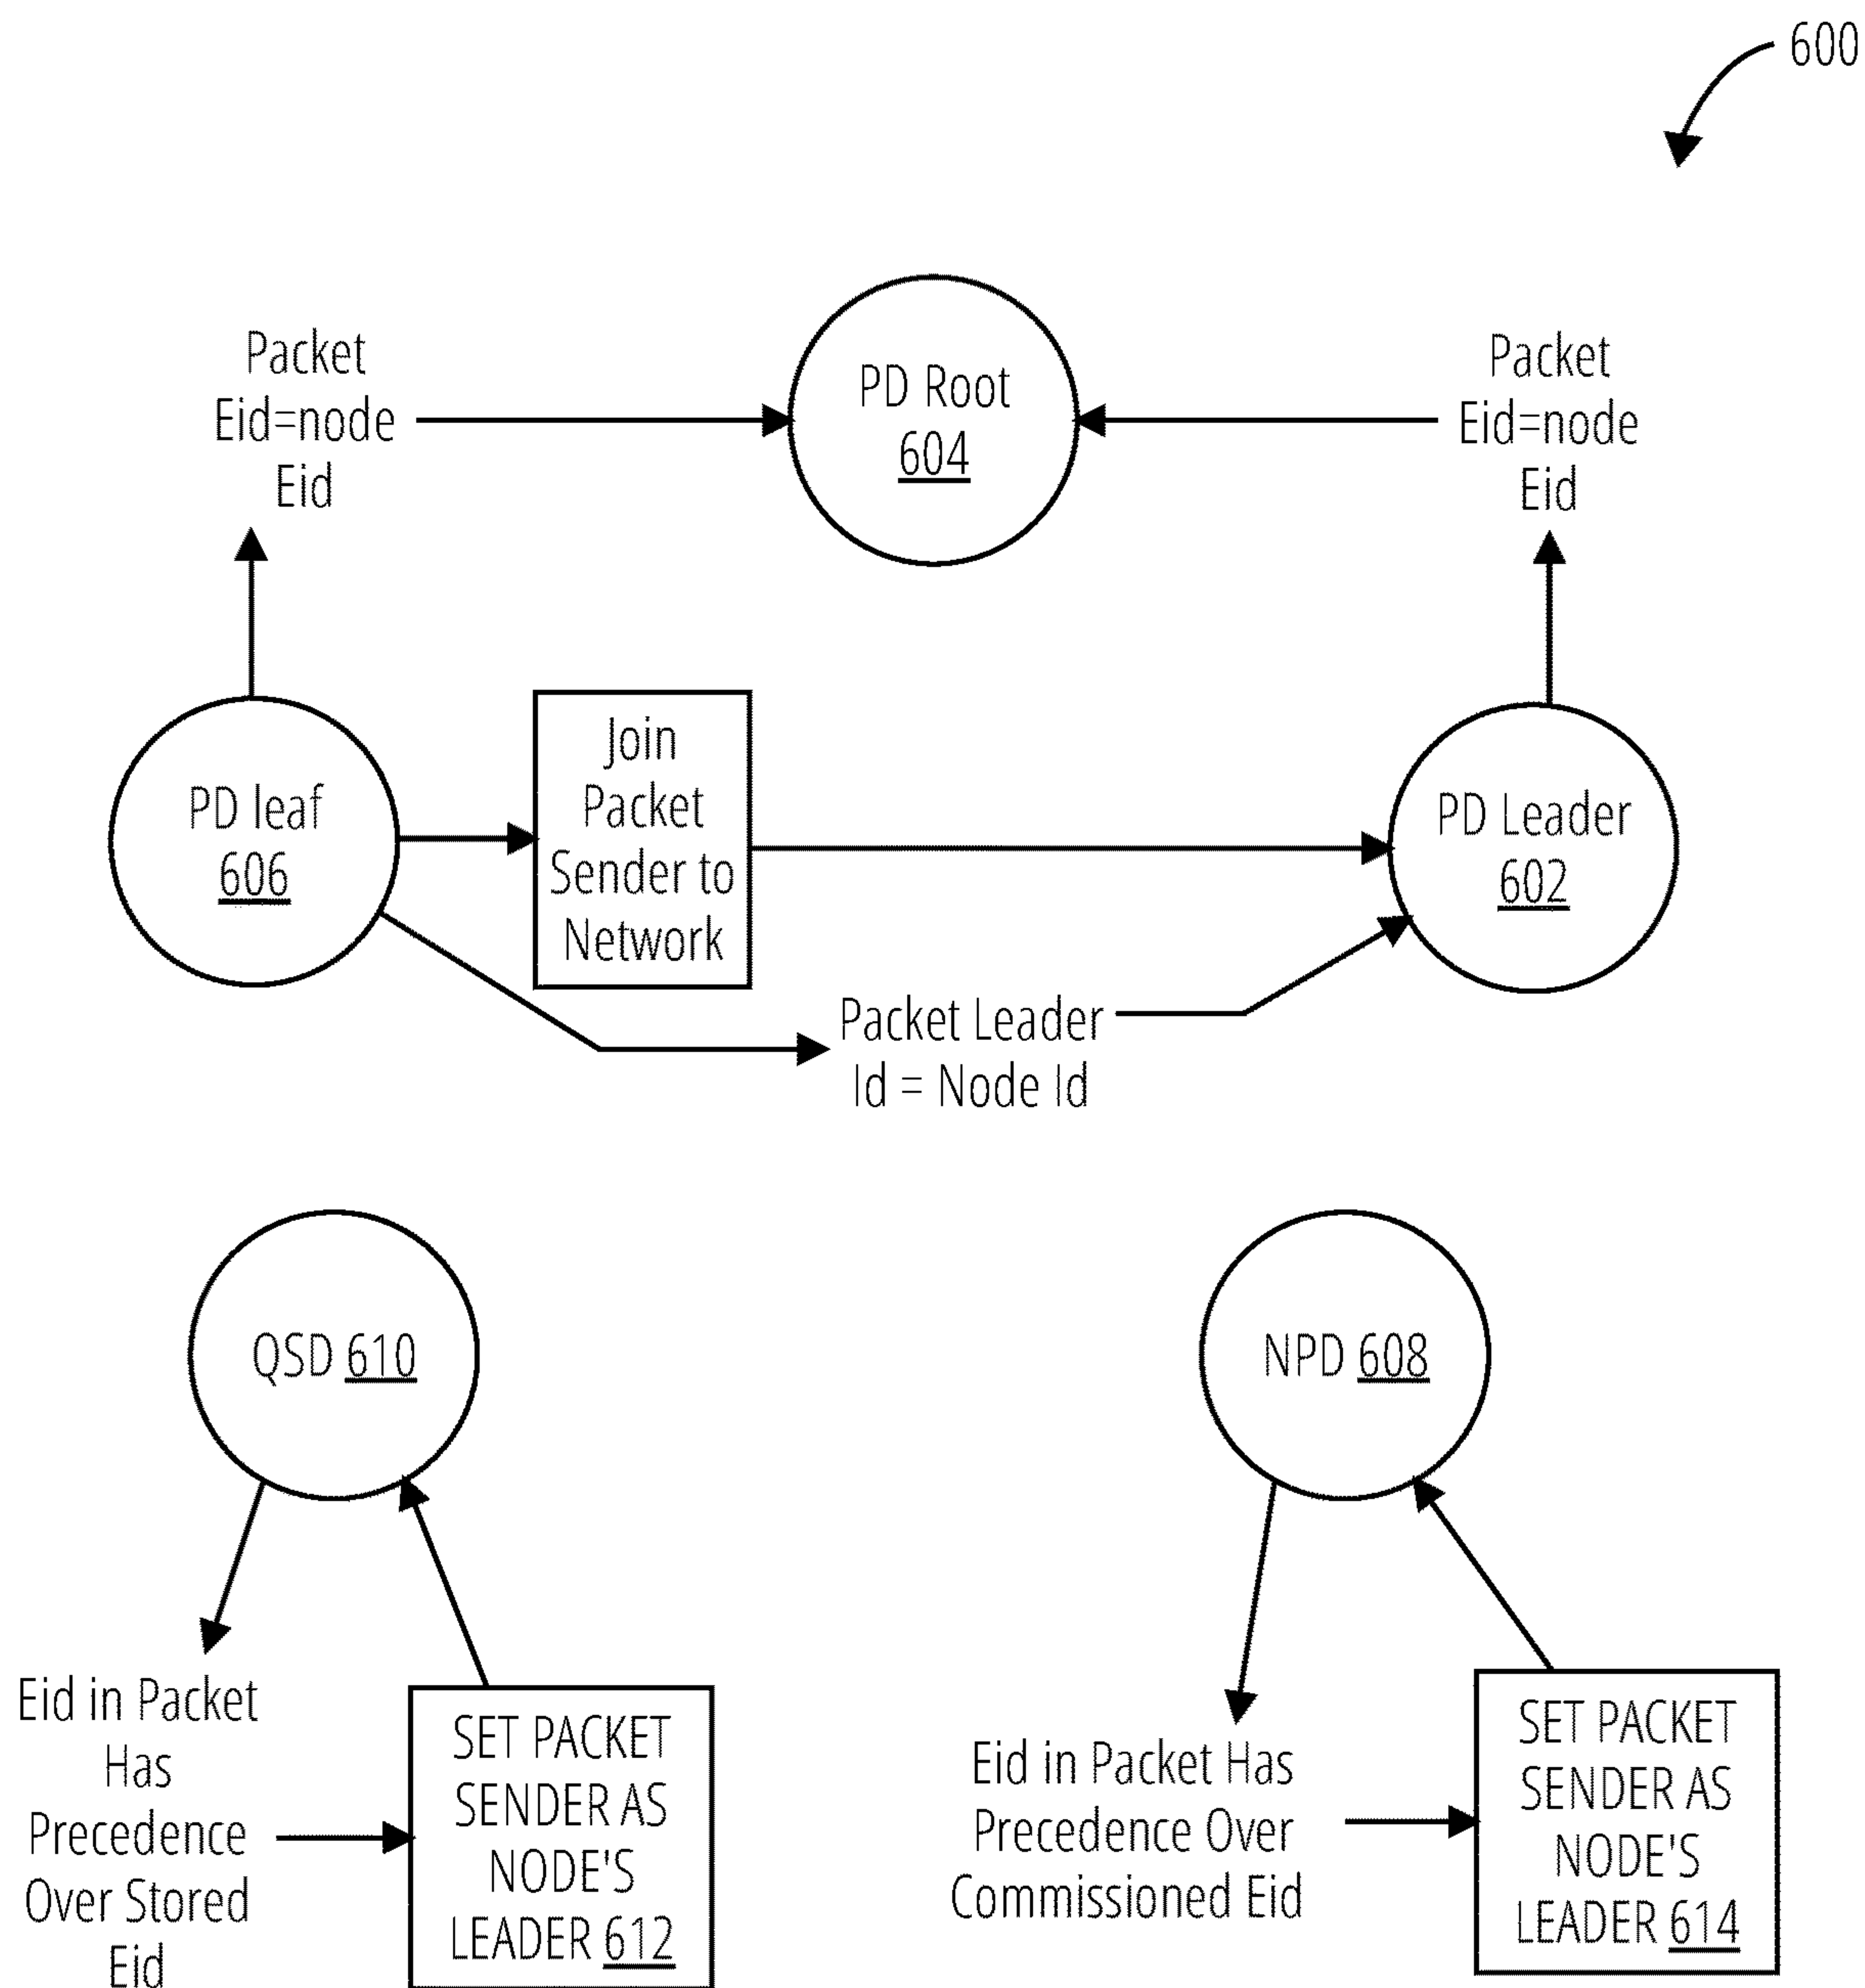 600
Packet
Eid=node
Eid
PD Root
604
Packet
Eid=node
Eid
PD leaf
606
Join
Packet
Sender to
Network
PD Leader
602
Packet Leader
Id = Node Id
QSD 610
NPD 608
Eid in Packet
Has
Precedence
Over Stored
Eid
SET PACKET
SENDER AS
NODE'S
LEADER 612
Eid in Packet Has
Precedence Over
Commissioned Eid
SET PACKET
SENDER AS
NODE'S
LEADER 614